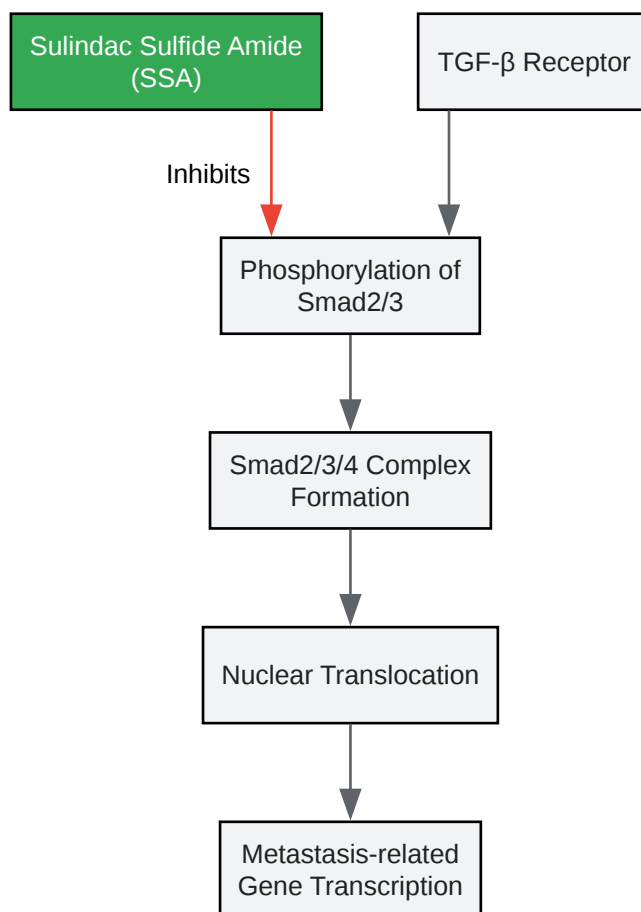 Sulindac Sulfide Amide
(SSA)
TGF-β Receptor
Inhibits
Phosphorylation of
Smad2/3
Smad2/3/4 Complex
Formation
Nuclear Translocation
Metastasis-related
Gene Transcription